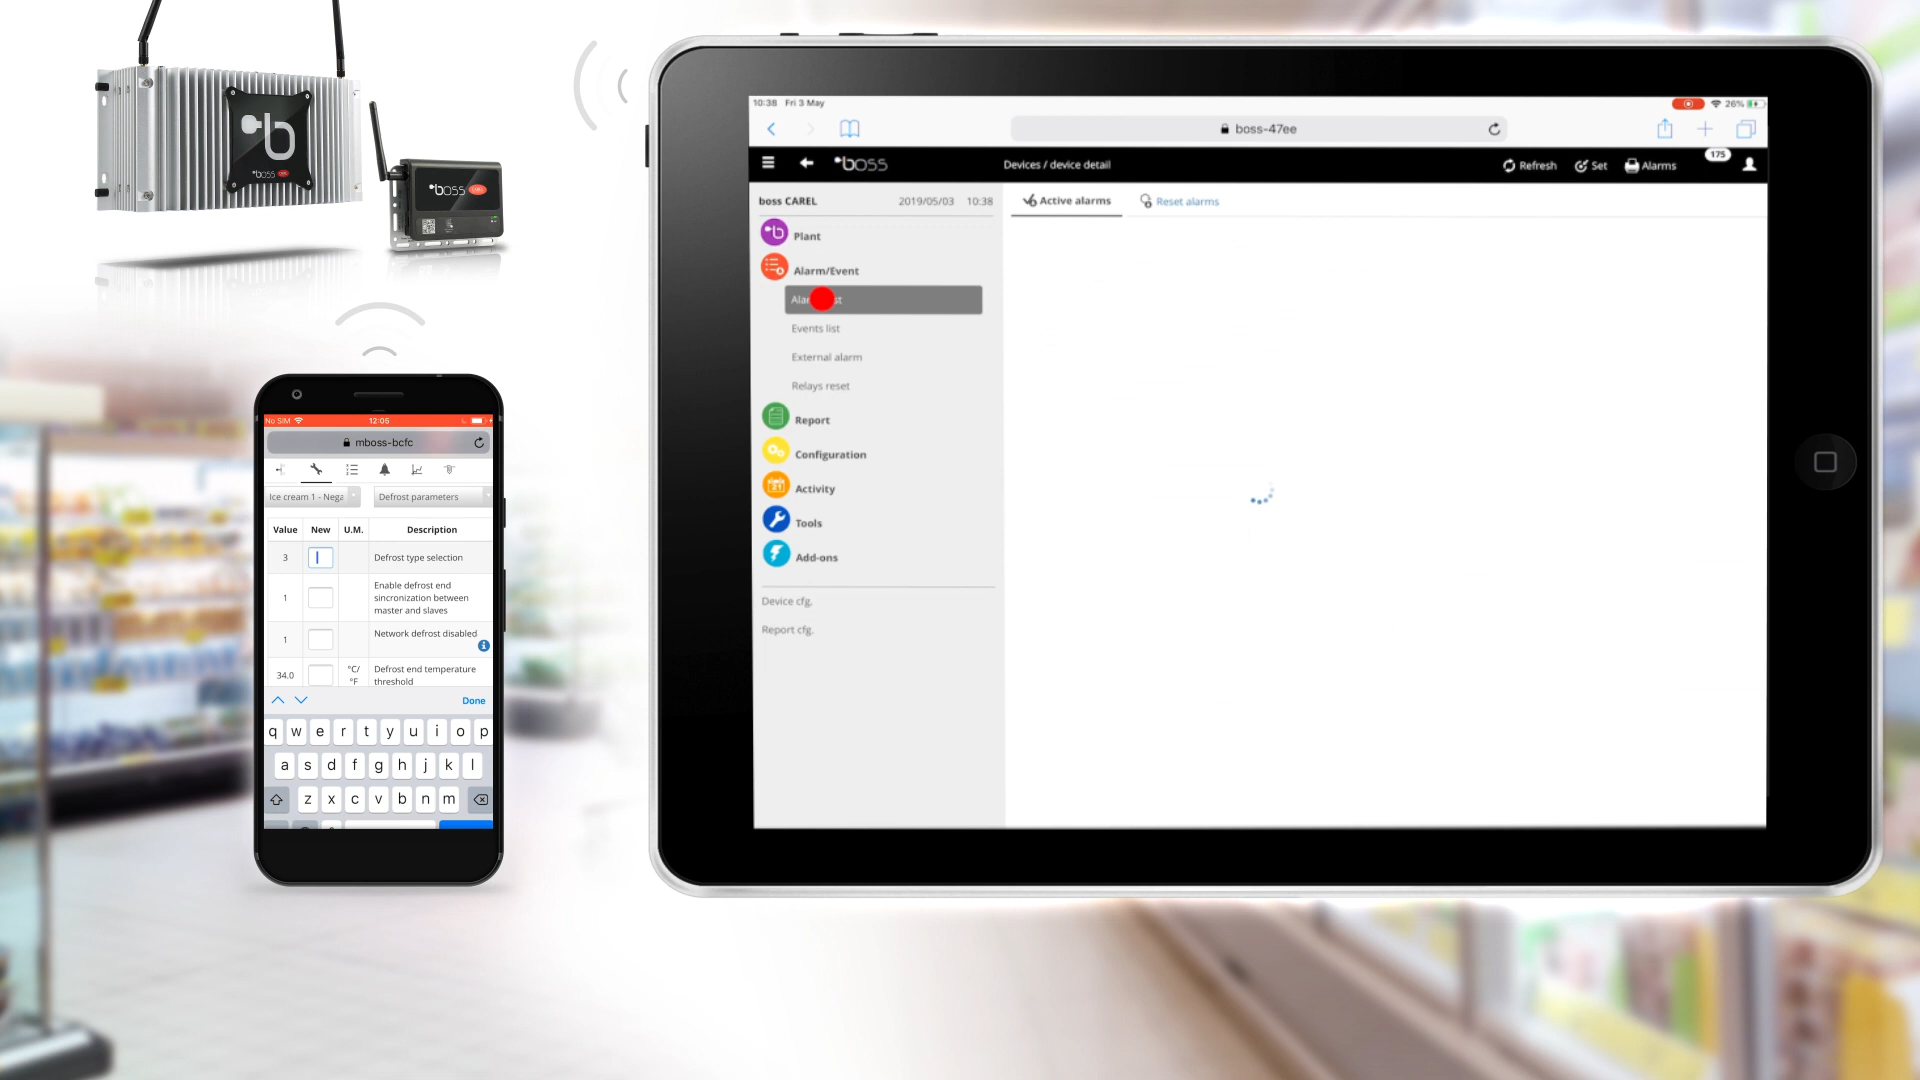 b
boss CAREL
boss CAREL
10:38 Fri 3 May
26%
boss-47ee
boss
Devices / device detail
Refresh
Set
Alarms
175
boss CAREL 2019/05/03 10:38
Active alarms
Reset alarms
Plant
Alarm/Event
Events list
External alarm
Relays reset
Report
Configuration
Activity
Tools
Add-ons
Device cfg.
Report cfg.
No SIM 12:05
mboss-bcfc
Ice cream 1 - Nega
Defrost parameters
Value New U.M. Description
3 Defrost type selection
1 Enable defrost end
sincronization between
master and slaves
1 Network defrost disabled
34.0 °C/
°F Defrost end temperature
threshold
Done
q w e r t y u i o p
a s d f g h j k l
z x c v b n m